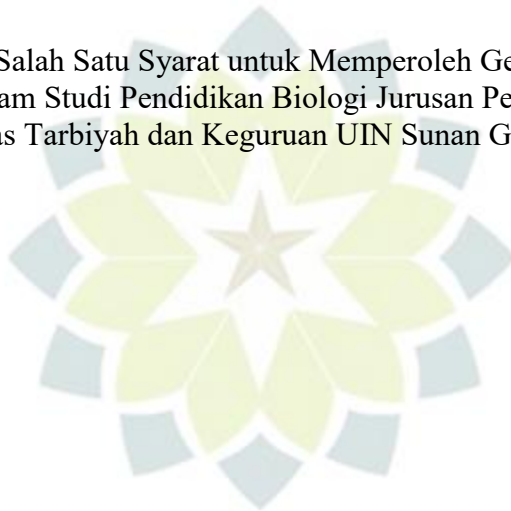 Salah Satu Syarat untuk Memperoleh Ge
am Studi Pendidikan Biologi Jurusan Pe
as Tarbiyah dan Keguruan UIN Sunan G